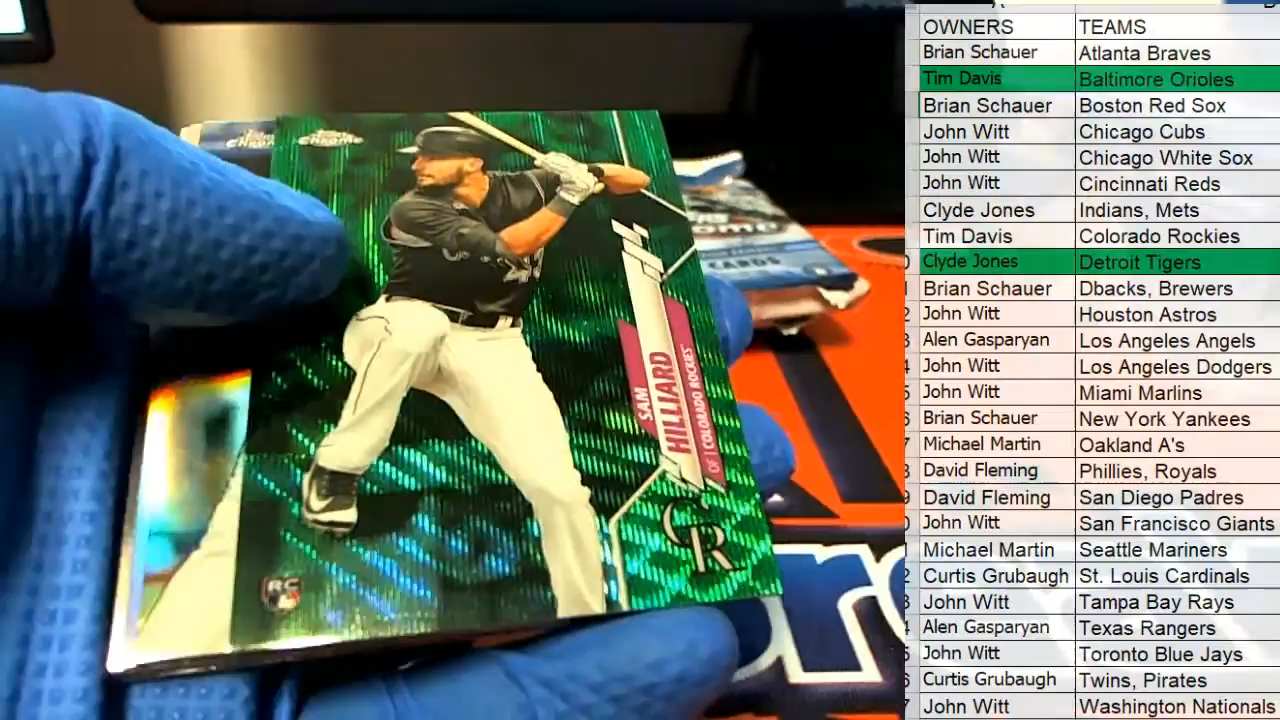 Topps CHROME
SAM
HILLIARD
OF | COLORADO ROCKIES
CR
RC
CARDS
OWNERS TEAMS
Brian Schauer Atlanta Braves
Tim Davis Baltimore Orioles
Brian Schauer Boston Red Sox
John Witt Chicago Cubs
John Witt Chicago White Sox
John Witt Cincinnati Reds
Clyde Jones Indians, Mets
Tim Davis Colorado Rockies
Clyde Jones Detroit Tigers
Brian Schauer Dbacks, Brewers
John Witt Houston Astros
Alen Gasparyan Los Angeles Angels
John Witt Los Angeles Dodgers
John Witt Miami Marlins
Brian Schauer New York Yankees
Michael Martin Oakland A's
David Fleming Phillies, Royals
David Fleming San Diego Padres
John Witt San Francisco Giants
Michael Martin Seattle Mariners
Curtis Grubaugh St. Louis Cardinals
John Witt Tampa Bay Rays
Alen Gasparyan Texas Rangers
John Witt Toronto Blue Jays
Curtis Grubaugh Twins, Pirates
John Witt Washington Nationals